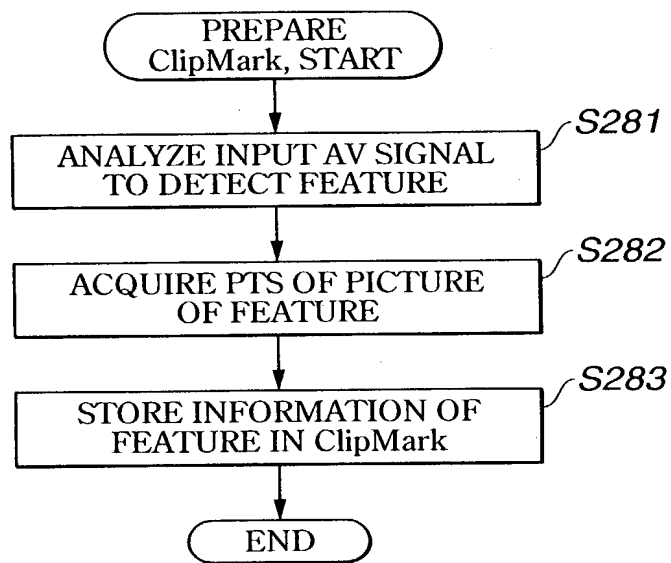 PREPARE
ClipMark, START
S281
ANALYZE INPUT AV SIGNAL
TO DETECT FEATURE
S282
ACQUIRE PTS OF PICTURE
OF FEATURE
S283
STORE INFORMATION OF
FEATURE IN ClipMark
END